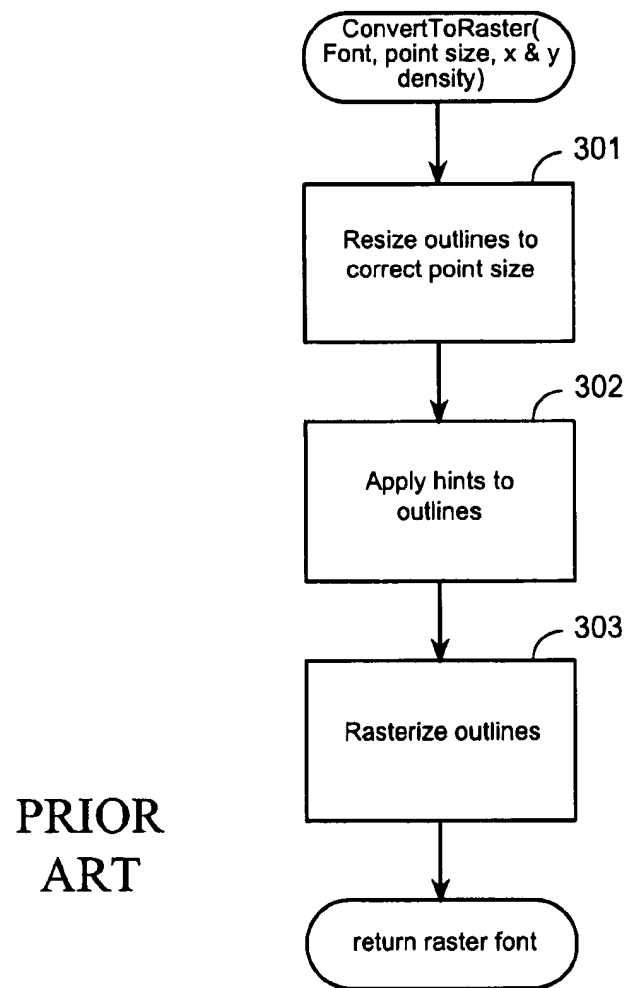 ConvertToRaster(
Font, point size, x & y
density)
301
Resize outlines to
correct point size
302
Apply hints to
outlines
303
Rasterize outlines
PRIOR
ART
return raster font